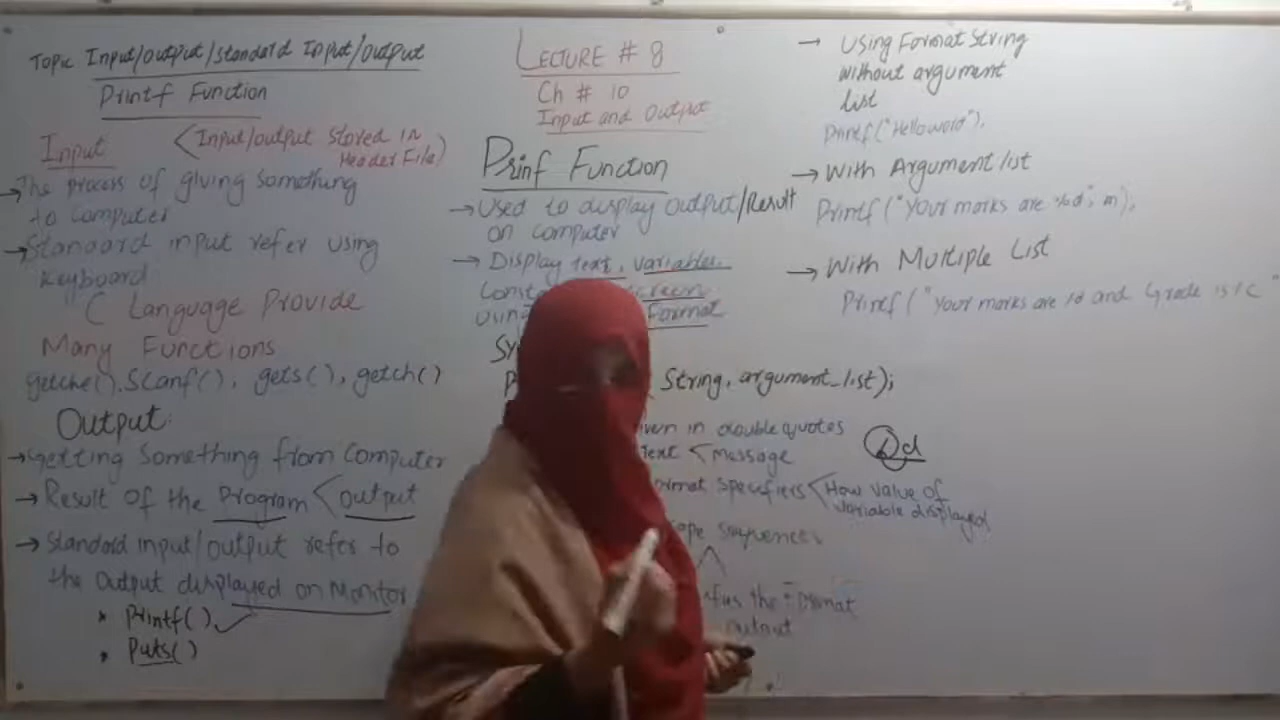 Topic Input/output/standard Input/output
Printf Function
Input <Input/output stored in
Header File)
→ The process of giving something
to computer
→ Standard input refer using
Keyboard
C Language Provide
Many Functions
getche(). Scanf(), gets(), getch()
Output:
→ Getting Something from Computer
→ Result of the Program < output
→ Standard input/output refer to
the output displayed on Monitor
* Printf() ✓
* Puts()
LECTURE # 8
Ch # 10
Input and Output
Prinf Function
→ Used to display output/Result
on computer
→ Display text, variables.
Const screen
Using Format
Sy
String, argument_list);
in double quotes
Text < Message
Specifiers < How value of
variable displayed
%d
the format
output
→ Using Format String
without argument
list
Printf("Helloword"),
→ With Argument list
Printf ("Your marks are %d", m),
→ With Multiple List
Printf ("Your marks are %d and Grade is %c"